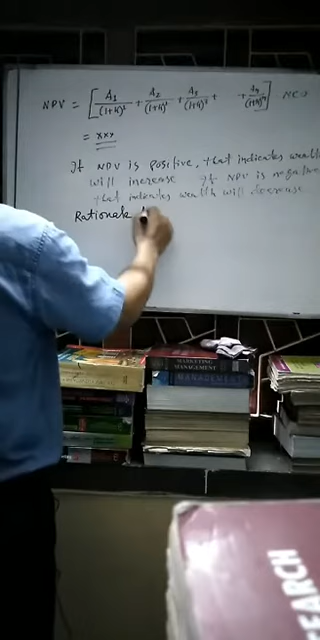 NPV = [ A1/(1+k)^1 + A2/(1+k)^2 + A3/(1+k)^3 + + An/(1+k)^n ] NCO
= xxx
If NPV is positive, that indicates wealth
will increase If NPV is negative
that indicates wealth will decrease
Rationale
MARKETING
MANAGEMENT
MANAGEMENT
EARCH